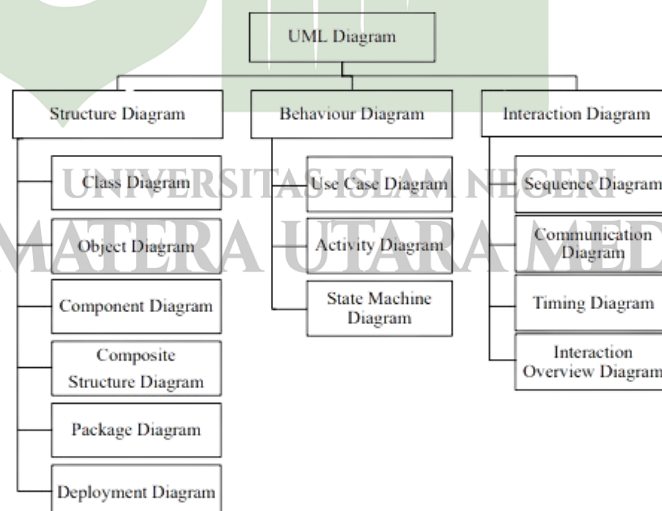 UML Diagram
Structure Diagram
Behaviour Diagram
Interaction Diagram
Class Diagram
Object Diagram
Component Diagram
Composite
Structure Diagram
Package Diagram
Deployment Diagram
Use Case Diagram
Activity Diagram
State Machine
Diagram
Sequence Diagram
Communication
Diagram
Timing Diagram
Interaction
Overview Diagram
UNIVERSITAS ISLAM NEGERI
MATERA UTARA MED